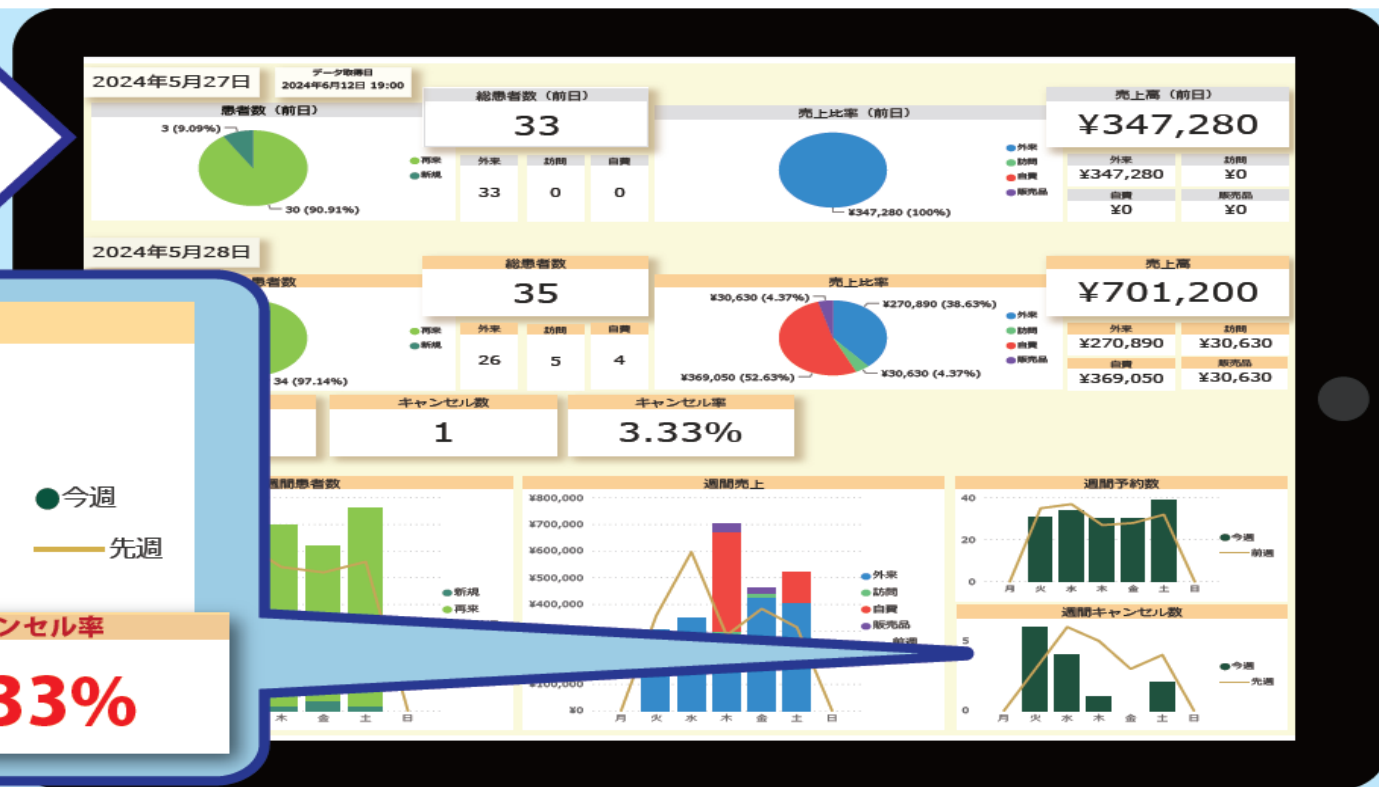 2024年5月27日
データ取得日
2024年6月12日 19:00
患者数（前日）
3 (9.09%)
30 (90.91%)
再来
新規
総患者数（前日）
33
外来 訪問 自費
33 0 0
売上比率（前日）
¥347,280 (100%)
外来
訪問
自費
販売品
売上高（前日）
¥347,280
外来 訪問
¥347,280 ¥0
自費 販売品
¥0 ¥0
2024年5月28日
患者数
34 (97.14%)
再来
新規
総患者数
35
外来 訪問 自費
26 5 4
売上比率
¥30,630 (4.37%)
¥270,890 (38.63%)
¥369,050 (52.63%)
¥30,630 (4.37%)
外来
訪問
自費
販売品
売上高
¥701,200
外来 訪問
¥270,890 ¥30,630
自費 販売品
¥369,050 ¥30,630
キャンセル数
1
キャンセル率
3.33%
週間患者数
新規
再来
木 金 土 日
週間売上
¥800,000
¥700,000
¥600,000
¥500,000
¥400,000
¥100,000
¥0
月 火 水 木 金 土 日
外来
訪問
自費
販売品
前週
週間予約数
40
20
0
月 火 水 木 金 土 日
今週
前週
週間キャンセル数
5
0
月 火 水 木 金 土 日
今週
先週
今週
先週
ンセル率
33%